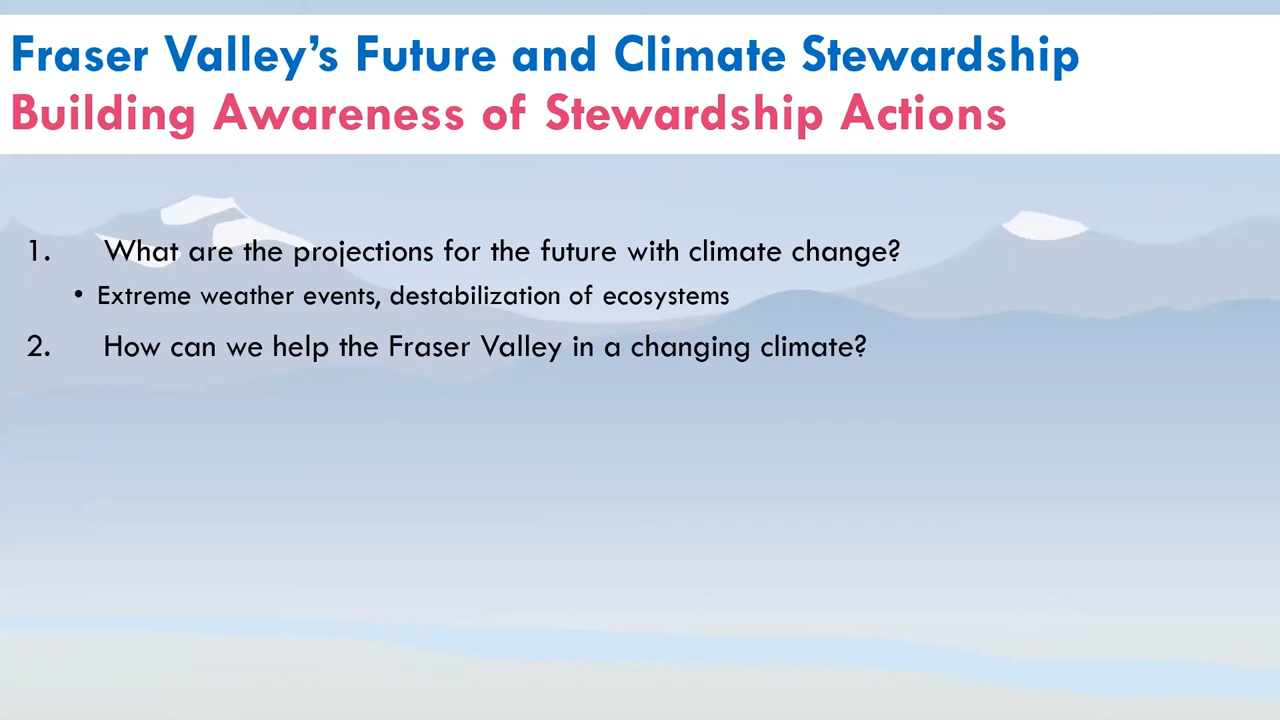 Fraser Valley’s Future and Climate Stewardship
Building Awareness of Stewardship Actions
1. What are the projections for the future with climate change?
• Extreme weather events, destabilization of ecosystems
2. How can we help the Fraser Valley in a changing climate?